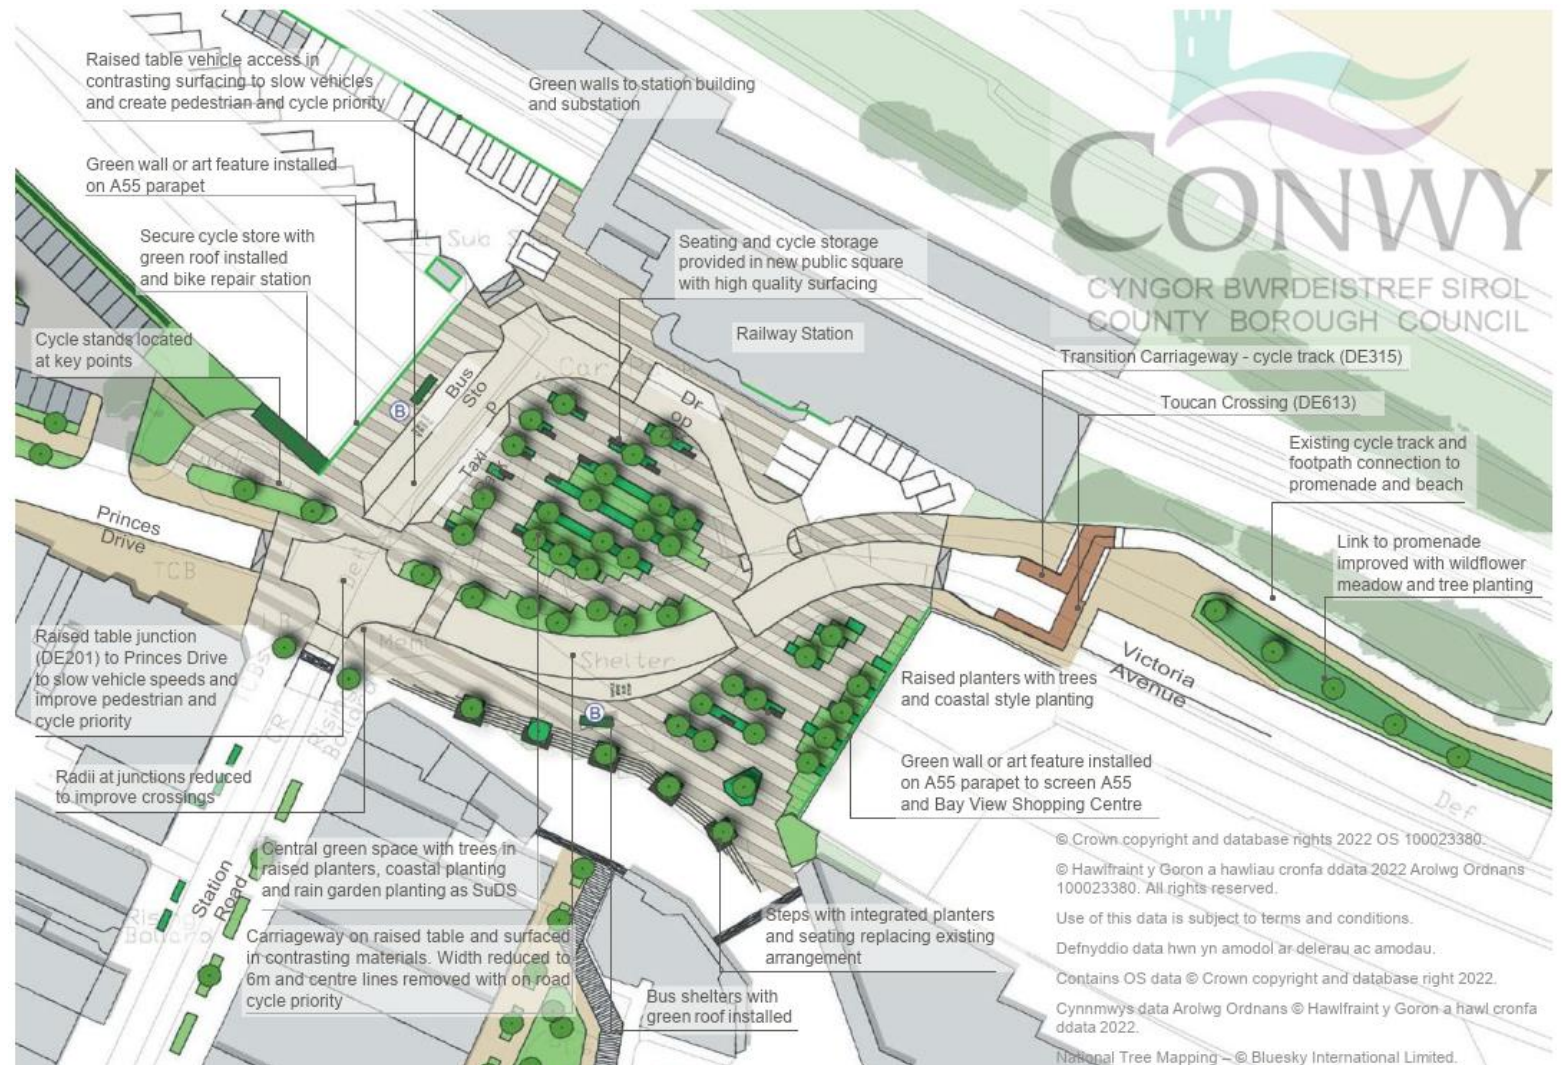 Raised table vehicle access in
contrasting surfacing to slow vehicles
and create pedestrian and cycle priority
Green walls to station building
and substation
Green wall or art feature installed
on A55 parapet
Secure cycle store with
green roof installed
and bike repair station
El Sub S
Seating and cycle storage
provided in new public square
with high quality surfacing
CONWY
CYNGOR BWRDEISTREF SIROL
COUNTY BOROUGH COUNCIL
Cycle stands located
at key points
Railway Station
Transition Carriageway - cycle track (DE315)
Toucan Crossing (DE613)
Car
Bus
Sto
p
Dr
op
B
Taxi
Existing cycle track and
footpath connection to
promenade and beach
Princes
Drive
TCB
Link to promenade
improved with wildflower
meadow and tree planting
Raised table junction
(DE201) to Princes Drive
to slow vehicle speeds and
improve pedestrian and
cycle priority
Shelter
Victoria
Avenue
Raised planters with trees
and coastal style planting
B
Radii at junctions reduced
to improve crossings
Green wall or art feature installed
on A55 parapet to screen A55
and Bay View Shopping Centre
Def
Central green space with trees in
raised planters, coastal planting
and rain garden planting as SuDS
Station
Road
Carriageway on raised table and surfaced
in contrasting materials. Width reduced to
6m and centre lines removed with on road
cycle priority
Steps with integrated planters
and seating replacing existing
arrangement
Bus shelters with
green roof installed
© Crown copyright and database rights 2022 OS 100023380.
© Hawlfraint y Goron a hawliau cronfa ddata 2022 Arolwg Ordnans
100023380. All rights reserved.
Use of this data is subject to terms and conditions.
Defnyddio data hwn yn amodol ar delerau ac amodau.
Contains OS data © Crown copyright and database right 2022.
Cynnmwys data Arolwg Ordnans © Hawlfraint y Goron a hawl cronfa
ddata 2022.
National Tree Mapping – © Bluesky International Limited.